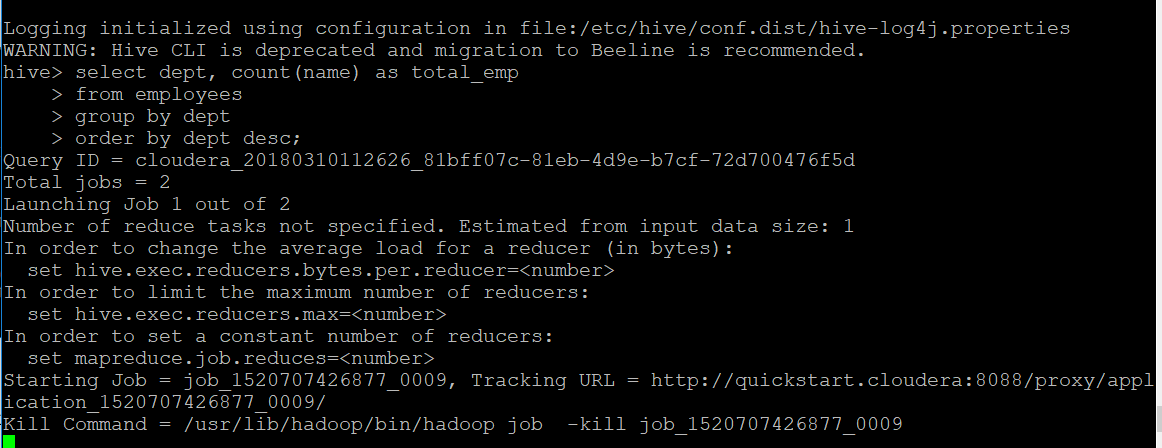 Logging initialized using configuration in file:/etc/hive/conf.dist/hive-log4j.properties
WARNING: Hive CLI is deprecated and migration to Beeline is recommended.
hive> select dept, count(name) as total_emp
    > from employees
    > group by dept
    > order by dept desc;
Query ID = cloudera_20180310112626_81bff07c-81eb-4d9e-b7cf-72d700476f5d
Total jobs = 2
Launching Job 1 out of 2
Number of reduce tasks not specified. Estimated from input data size: 1
In order to change the average load for a reducer (in bytes):
  set hive.exec.reducers.bytes.per.reducer=<number>
In order to limit the maximum number of reducers:
  set hive.exec.reducers.max=<number>
In order to set a constant number of reducers:
  set mapreduce.job.reduces=<number>
Starting Job = job_1520707426877_0009, Tracking URL = http://quickstart.cloudera:8088/proxy/appl
ication_1520707426877_0009/
Kill Command = /usr/lib/hadoop/bin/hadoop job  -kill job_1520707426877_0009